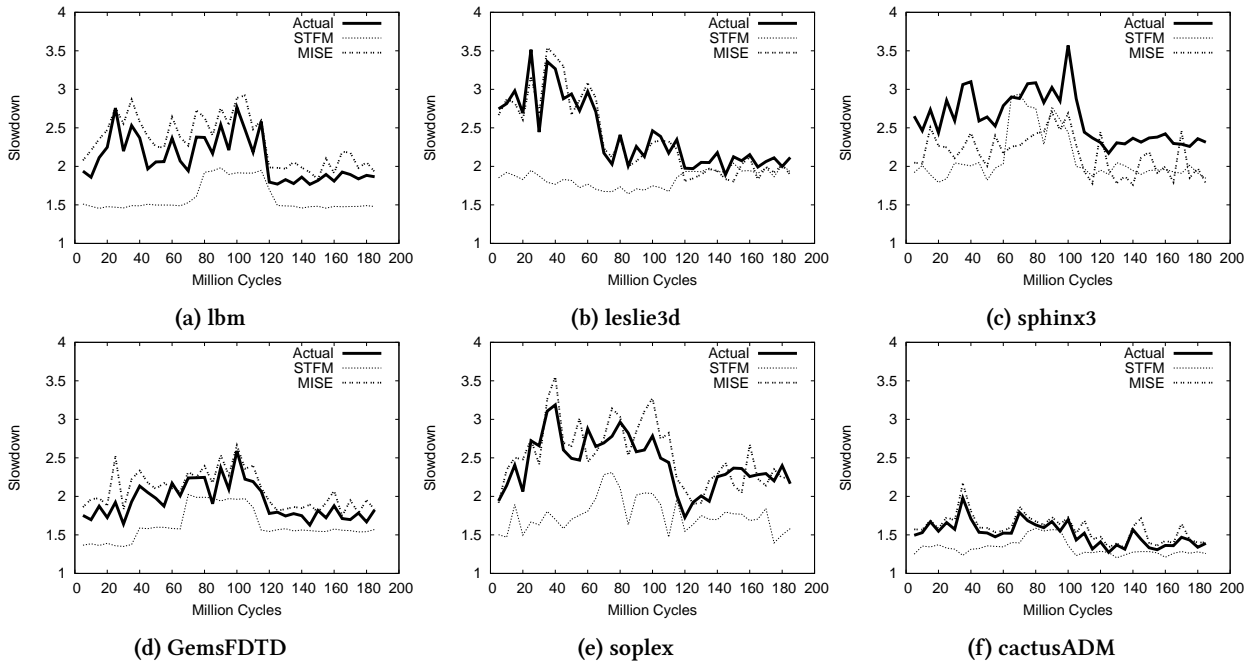 Actual
STFM
MISE
4
3.5
3
2.5
2
1.5
1
Slowdown
0 20 40 60 80 100 120 140 160 180 200
Million Cycles
(a) lbm
Actual
STFM
MISE
4
3.5
3
2.5
2
1.5
1
Slowdown
0 20 40 60 80 100 120 140 160 180 200
Million Cycles
(b) leslie3d
Actual
STFM
MISE
4
3.5
3
2.5
2
1.5
1
Slowdown
0 20 40 60 80 100 120 140 160 180 200
Million Cycles
(c) sphinx3
Actual
STFM
MISE
4
3.5
3
2.5
2
1.5
1
Slowdown
0 20 40 60 80 100 120 140 160 180 200
Million Cycles
(d) GemsFDTD
Actual
STFM
MISE
4
3.5
3
2.5
2
1.5
1
Slowdown
0 20 40 60 80 100 120 140 160 180 200
Million Cycles
(e) soplex
Actual
STFM
MISE
4
3.5
3
2.5
2
1.5
1
Slowdown
0 20 40 60 80 100 120 140 160 180 200
Million Cycles
(f) cactusADM